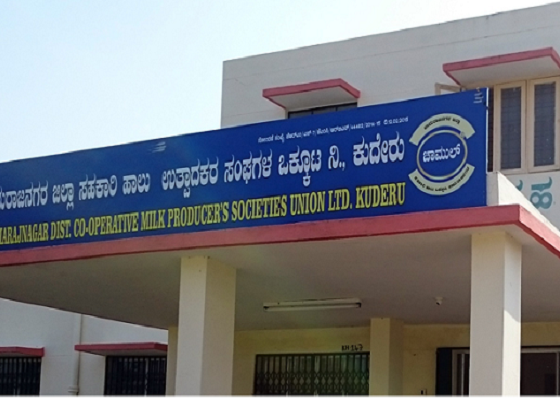 ರಾಜನಗರ ಜಿಲ್ಲಾ ಸಹಕಾರಿ ಹಾಲು ಉತ್ಪಾದಕರ ಸಂಘಗಳ ಒಕ್ಕೂಟ ನಿ., ಕುದೇರು
MARAJNAGAR DIST. CO-OPERATIVE MILK PRODUCER'S SOCIETIES UNION LTD. KUDERU
ಚಾಮುಲ್